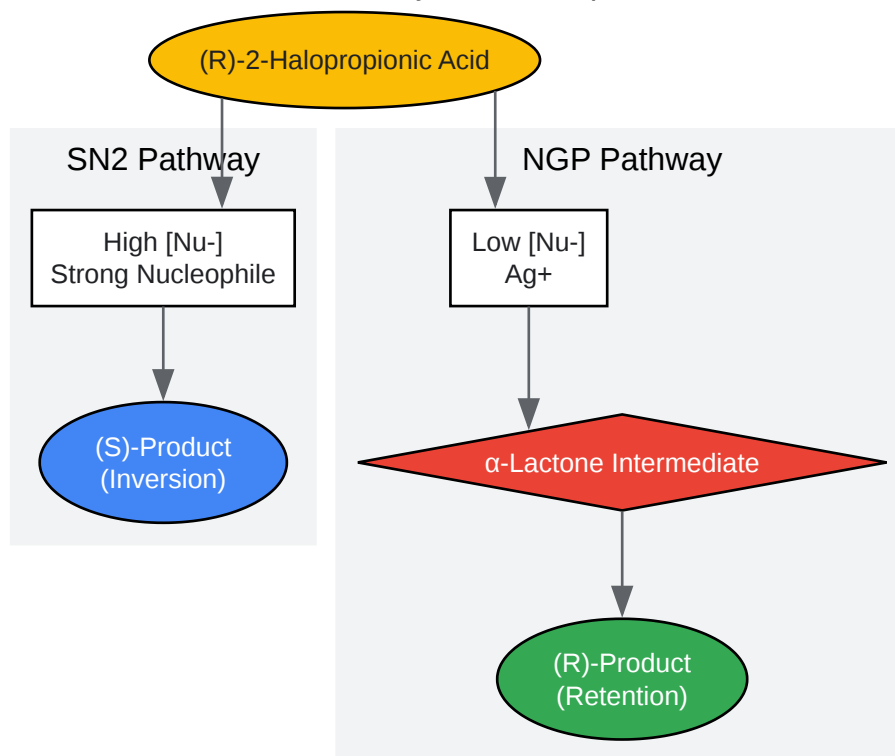 (R)-2-Halopropionic Acid
SN2 Pathway
NGP Pathway
High [Nu-]
Strong Nucleophile
Low [Nu-]
Ag+
(S)-Product
(Inversion)
α-Lactone Intermediate
(R)-Product
(Retention)